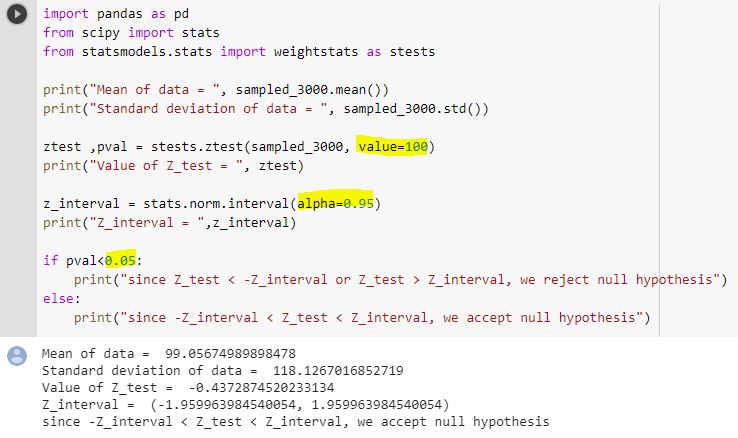 import pandas as pd
from scipy import stats
from statsmodels.stats import weightstats as stests
print("Mean of data = ", sampled_3000.mean())
print("Standard deviation of data = ", sampled_3000.std())
ztest ,pval = stests.ztest(sampled_3000, value=100)
print("Value of Z_test = ", ztest)
z_interval = stats.norm.interval(alpha=0.95)
print("Z_interval = ",z_interval)
if pval<0.05:
    print("since Z_test < -Z_interval or Z_test > Z_interval, we reject null hypothesis")
else:
    print("since -Z_interval < Z_test < Z_interval, we accept null hypothesis")
Mean of data =  99.05674989898478
Standard deviation of data =  118.1267016852719
Value of Z_test =  -0.4372874520233134
Z_interval =  (-1.959963984540054, 1.959963984540054)
since -Z_interval < Z_test < Z_interval, we accept null hypothesis